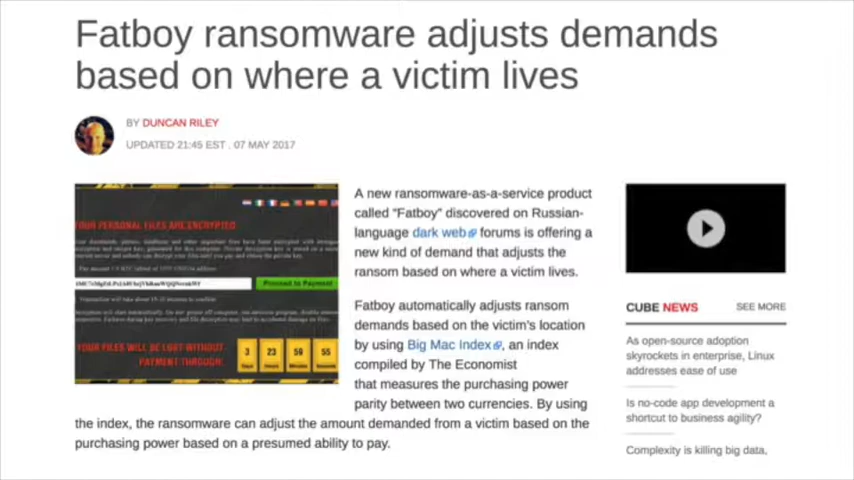 Fatboy ransomware adjusts demands
based on where a victim lives
BY DUNCAN RILEY
UPDATED 21:45 EST . 07 MAY 2017
YOUR PERSONAL FILES ARE ENCRYPTED
Proceed to Payment
YOUR FILES WILL BE LOST WITHOUT
PAYMENT THROUGH:
3 23 59 55
A new ransomware-as-a-service product
called "Fatboy" discovered on Russian-
language dark web forums is offering a
new kind of demand that adjusts the
ransom based on where a victim lives.
Fatboy automatically adjusts ransom
demands based on the victim's location
by using Big Mac Index, an index
compiled by The Economist
that measures the purchasing power
parity between two currencies. By using
the index, the ransomware can adjust the amount demanded from a victim based on the
purchasing power based on a presumed ability to pay.
CUBE NEWS SEE MORE
As open-source adoption
skyrockets in enterprise, Linux
addresses ease of use
Is no-code app development a
shortcut to business agility?
Complexity is killing big data,